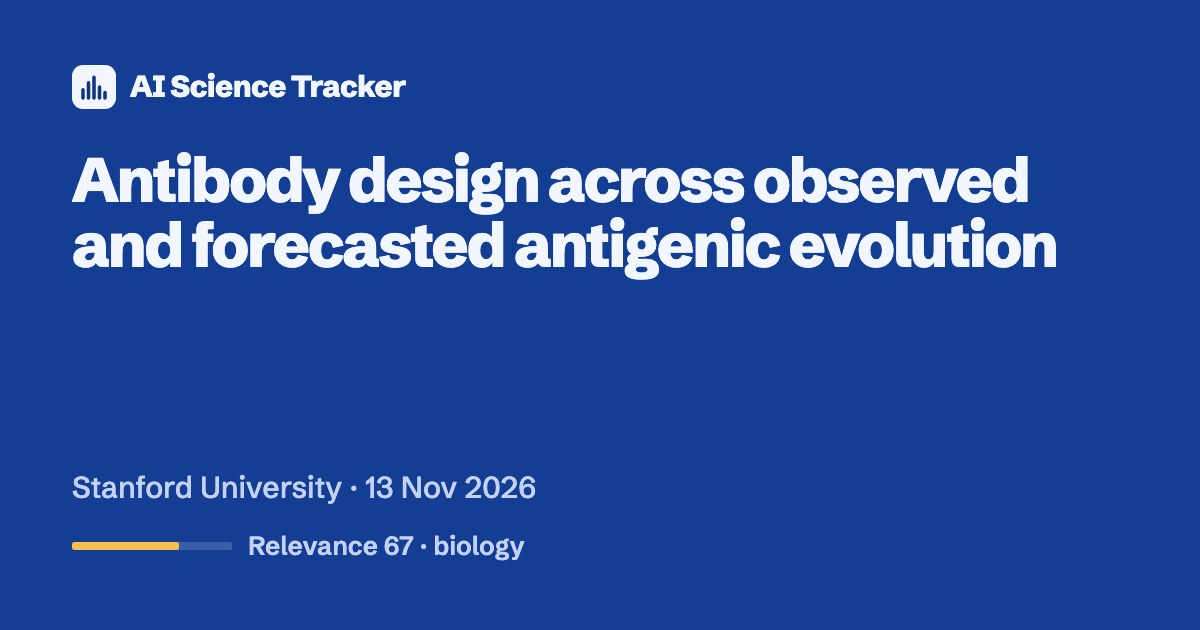 AI Science Tracker
Antibody design across observed
and forecasted antigenic evolution
Stanford University · 13 Nov 2026
Relevance 67 · biology